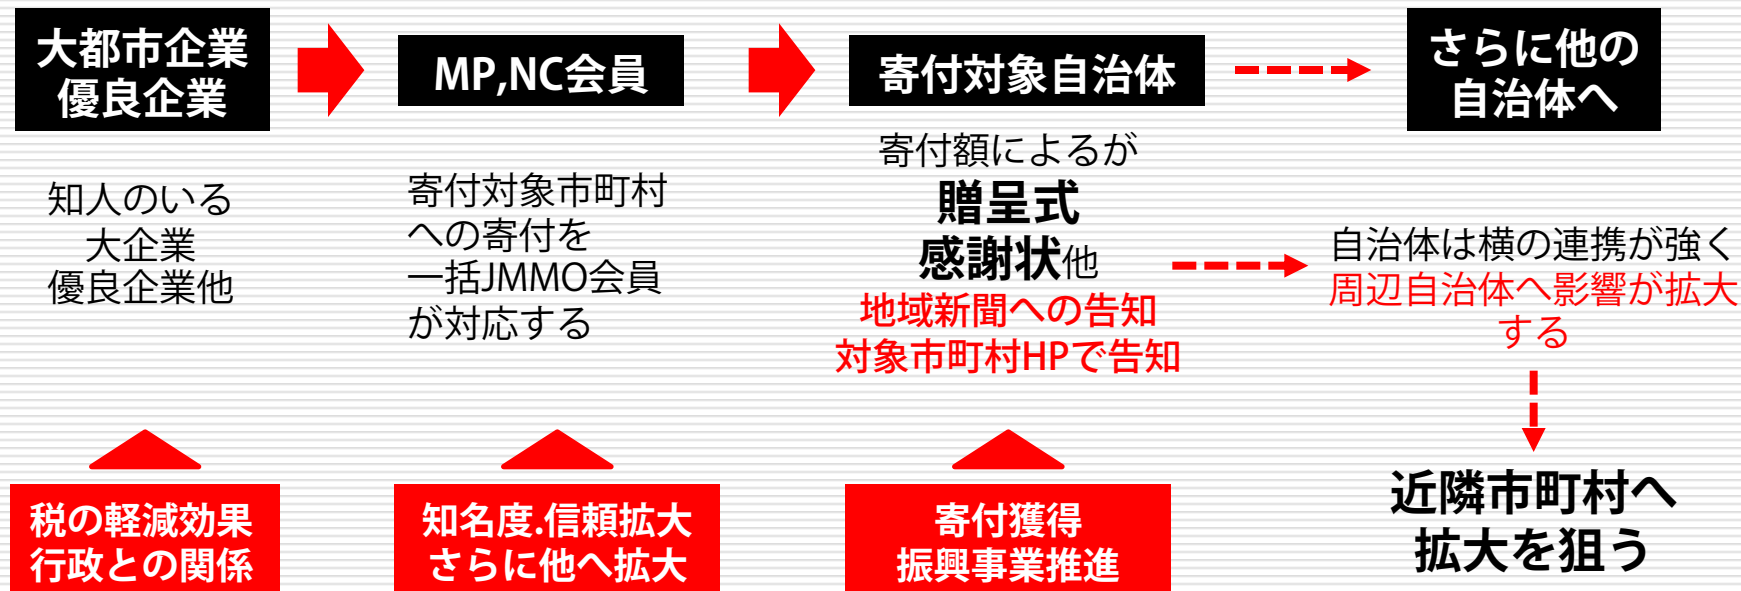 大都市企業
優良企業
MP,NC会員
寄付対象自治体
さらに他の
自治体へ
知人のいる
大企業
優良企業他
寄付対象市町村
への寄付を
一括JMMO会員
が対応する
寄付額によるが
贈呈式
感謝状他
地域新聞への告知
対象市町村HPで告知
自治体は横の連携が強く
周辺自治体へ影響が拡大
する
税の軽減効果
行政との関係
知名度.信頼拡大
さらに他へ拡大
寄付獲得
振興事業推進
近隣市町村へ
拡大を狙う